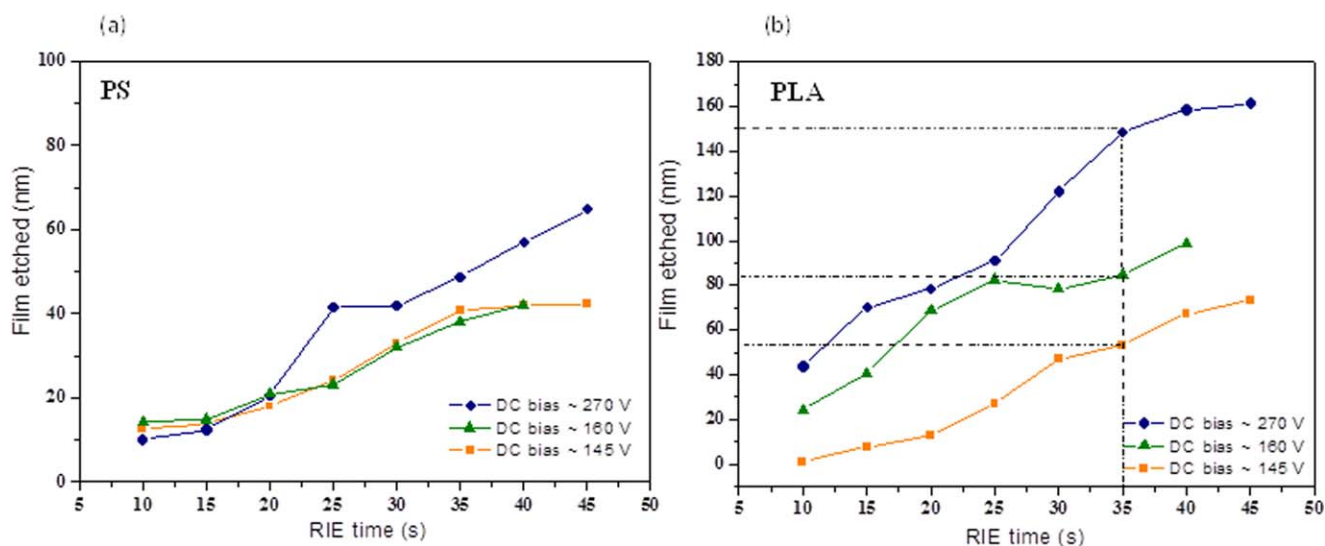 (a)
PS
Film etched (nm)
100
80
60
40
20
0
DC bias ~ 270 V
DC bias ~ 160 V
DC bias ~ 145 V
5 10 15 20 25 30 35 40 45 50
RIE time (s)
(b)
PLA
Film etched (nm)
180
160
140
120
100
80
60
40
20
0
DC bias ~ 270 V
DC bias ~ 160 V
DC bias ~ 145 V
5 10 15 20 25 30 35 40 45 50
RIE time (s)